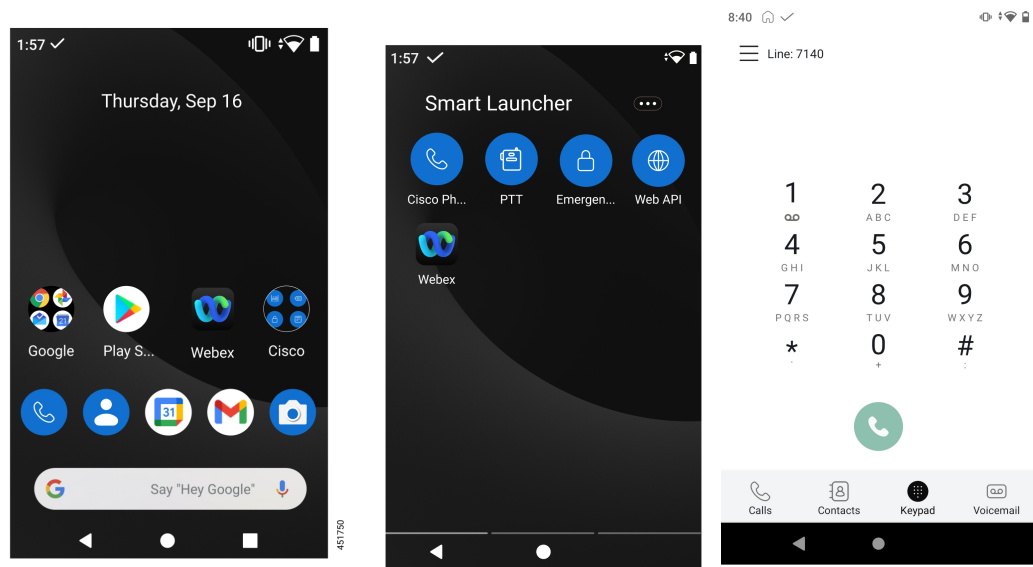 1:57
Thursday, Sep 16
Google
Play S...
Webex
Cisco
31
Say "Hey Google"
451750
1:57
Smart Launcher
Cisco Ph...
PTT
Emergen...
Web API
Webex
8:40
Line: 7140
1
2
3
ABC
DEF
4
5
6
GHI
JKL
MNO
7
8
9
PQRS
TUV
WXYZ
*
0
#
+
Calls
Contacts
Keypad
Voicemail